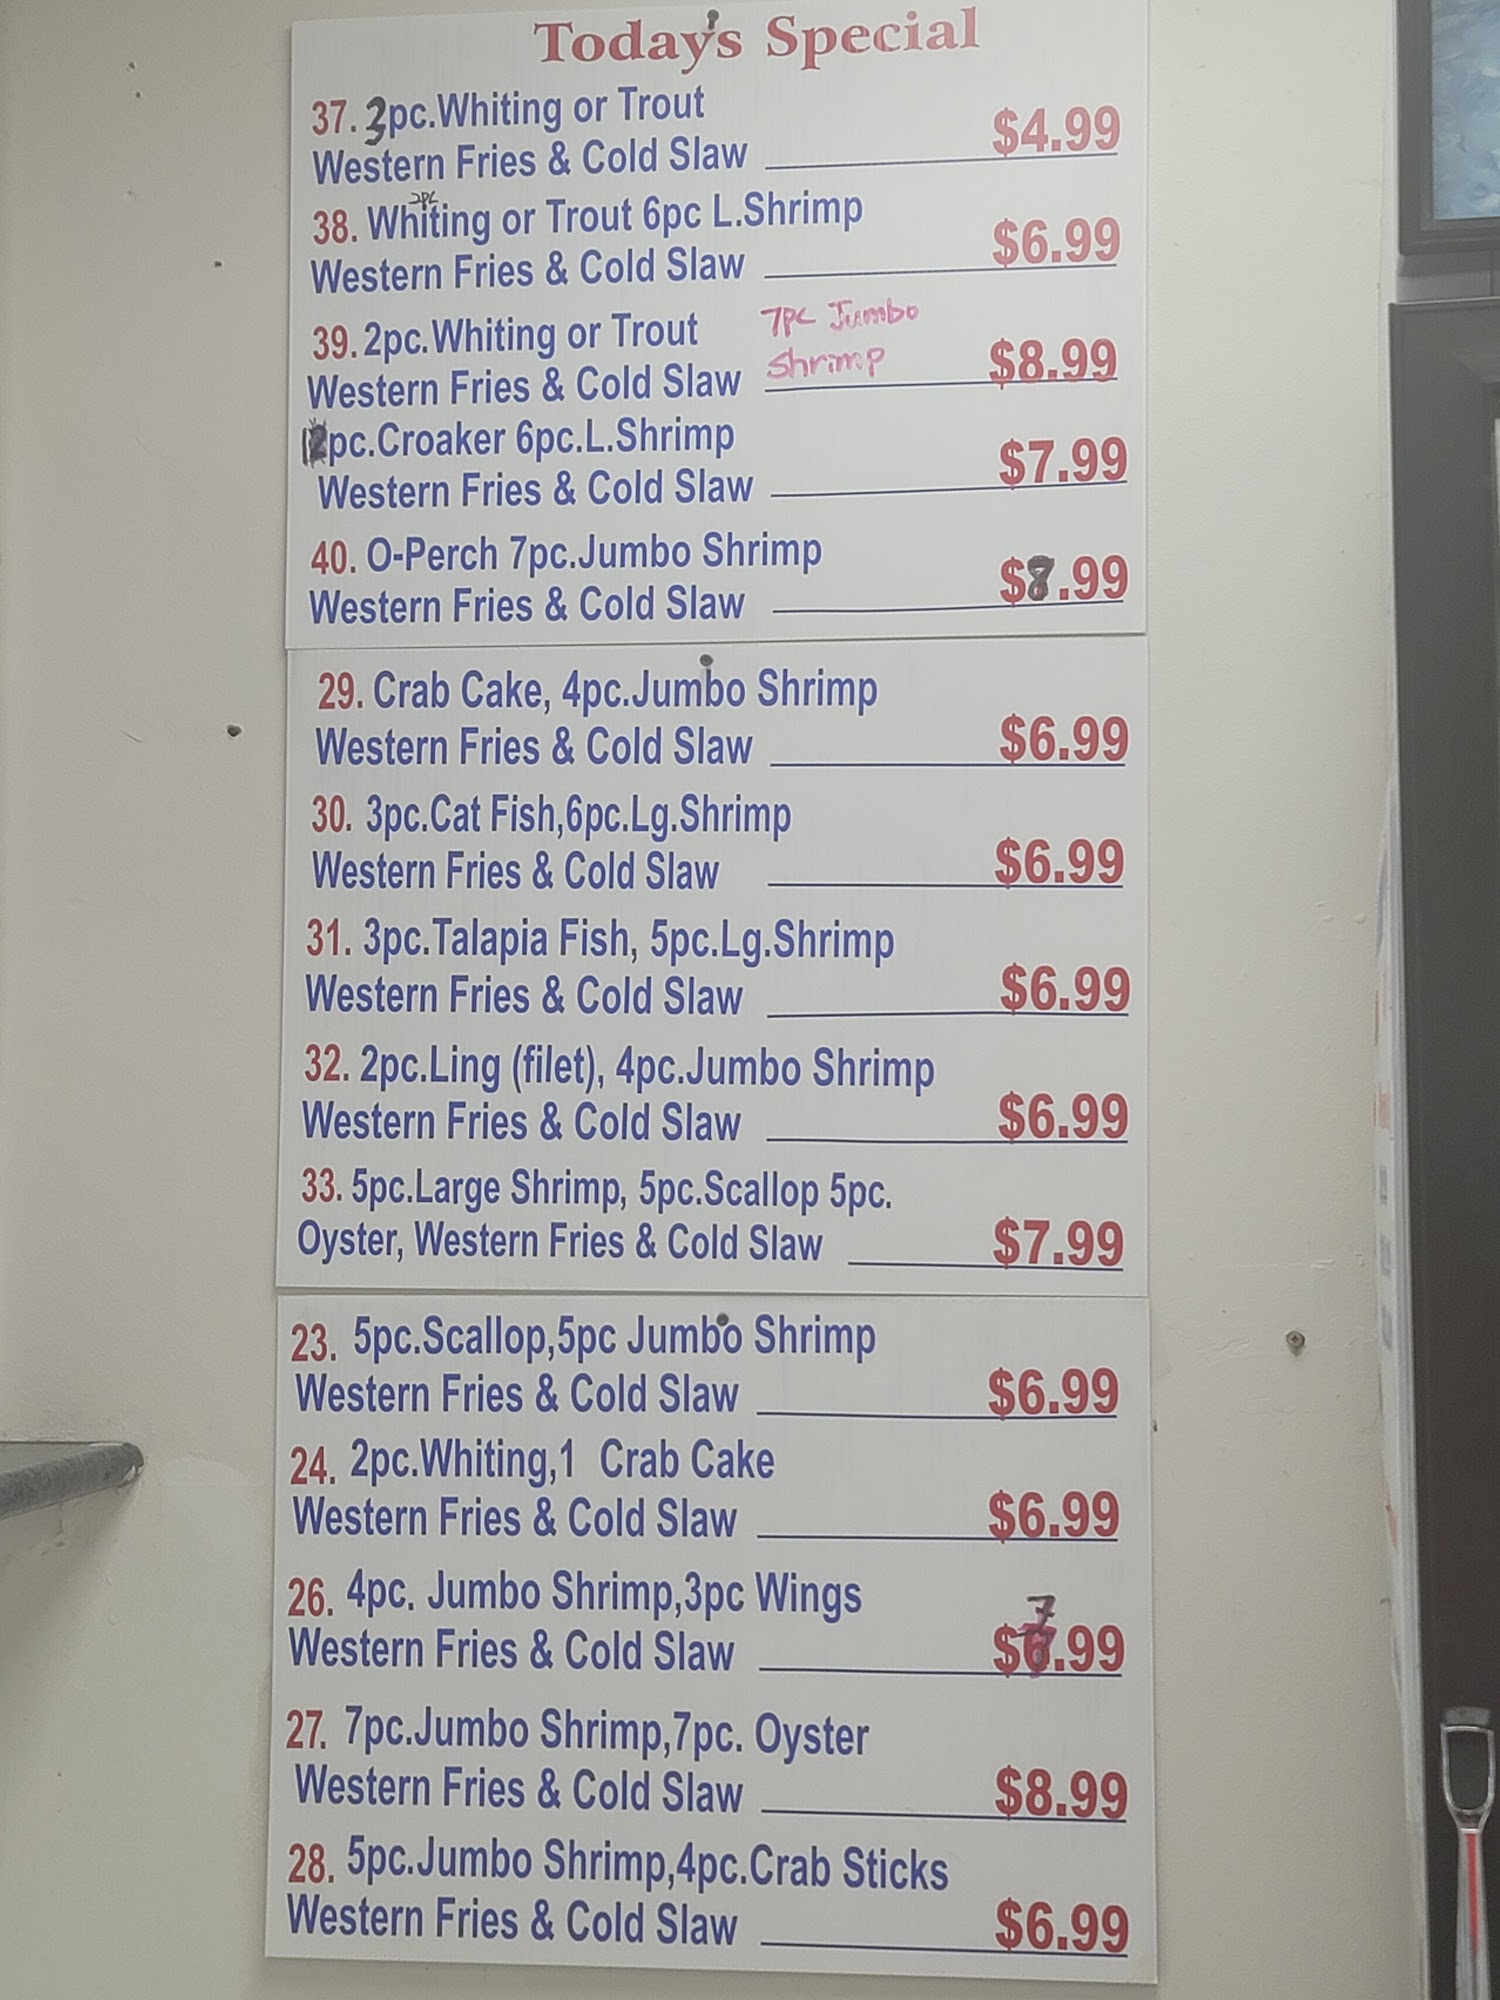 Today's Special
37. 3pc.Whiting or Trout
Western Fries & Cold Slaw $4.99
2pc
38. Whiting or Trout 6pc L.Shrimp
Western Fries & Cold Slaw $6.99
39. 2pc.Whiting or Trout 7pc Jumbo
Western Fries & Cold Slaw Shrimp $8.99
pc.Croaker 6pc.L.Shrimp
Western Fries & Cold Slaw $7.99
40. O-Perch 7pc.Jumbo Shrimp
Western Fries & Cold Slaw $8.99
29. Crab Cake, 4pc.Jumbo Shrimp
Western Fries & Cold Slaw $6.99
30. 3pc.Cat Fish,6pc.Lg.Shrimp
Western Fries & Cold Slaw $6.99
31. 3pc.Talapia Fish, 5pc.Lg.Shrimp
Western Fries & Cold Slaw $6.99
32. 2pc.Ling (filet), 4pc.Jumbo Shrimp
Western Fries & Cold Slaw $6.99
33. 5pc.Large Shrimp, 5pc.Scallop 5pc.
Oyster, Western Fries & Cold Slaw $7.99
23. 5pc.Scallop,5pc Jumbo Shrimp
Western Fries & Cold Slaw $6.99
24. 2pc.Whiting,1 Crab Cake
Western Fries & Cold Slaw $6.99
26. 4pc. Jumbo Shrimp,3pc Wings
7
Western Fries & Cold Slaw $6.99
27. 7pc.Jumbo Shrimp,7pc. Oyster
Western Fries & Cold Slaw $8.99
28. 5pc.Jumbo Shrimp,4pc.Crab Sticks
Western Fries & Cold Slaw $6.99